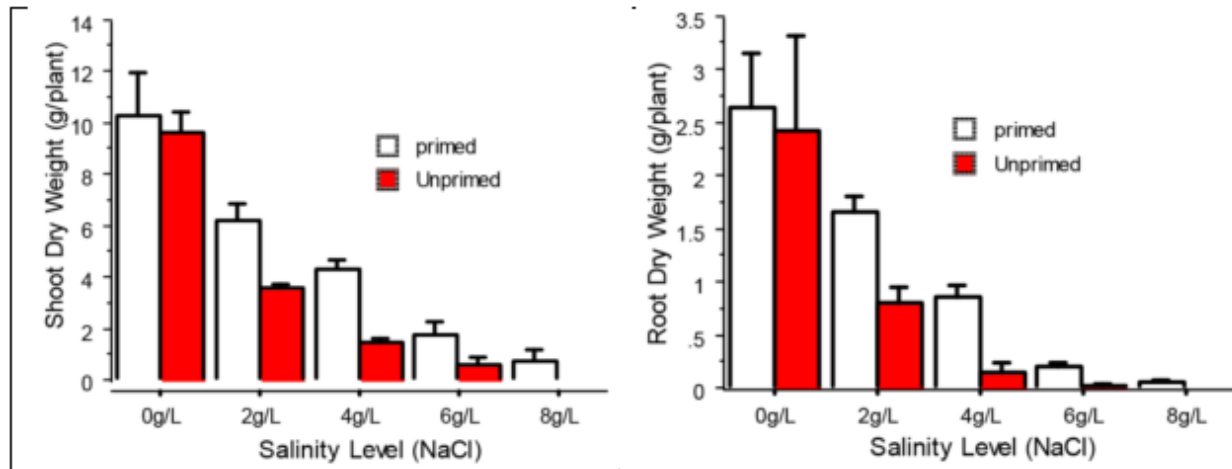 Shoot Dry Weight (g/plant)
14
12
10
8
6
4
2
0
primed
Unprimed
0g/L 2g/L 4g/L 6g/L 8g/L
Salinity Level (NaCl)
Root Dry Weight (g/plant)
3.5
3
2.5
2
1.5
1
.5
0
primed
Unprimed
0g/L 2g/L 4g/L 6g/L 8g/L
Salinity Level (NaCl)